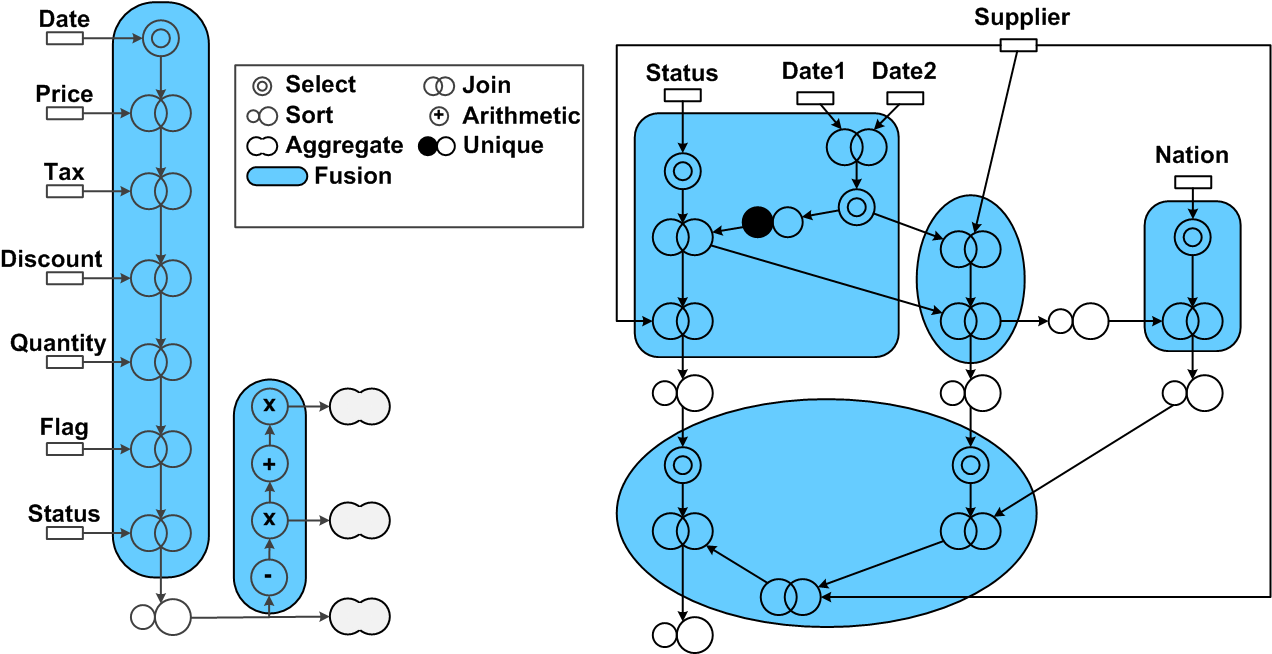 Date
Price
Tax
Discount
Quantity
Flag
Status
x
+
x
-
Select
Join
Sort
+
Arithmetic
Aggregate
Unique
Fusion
Supplier
Status
Date1
Date2
Nation